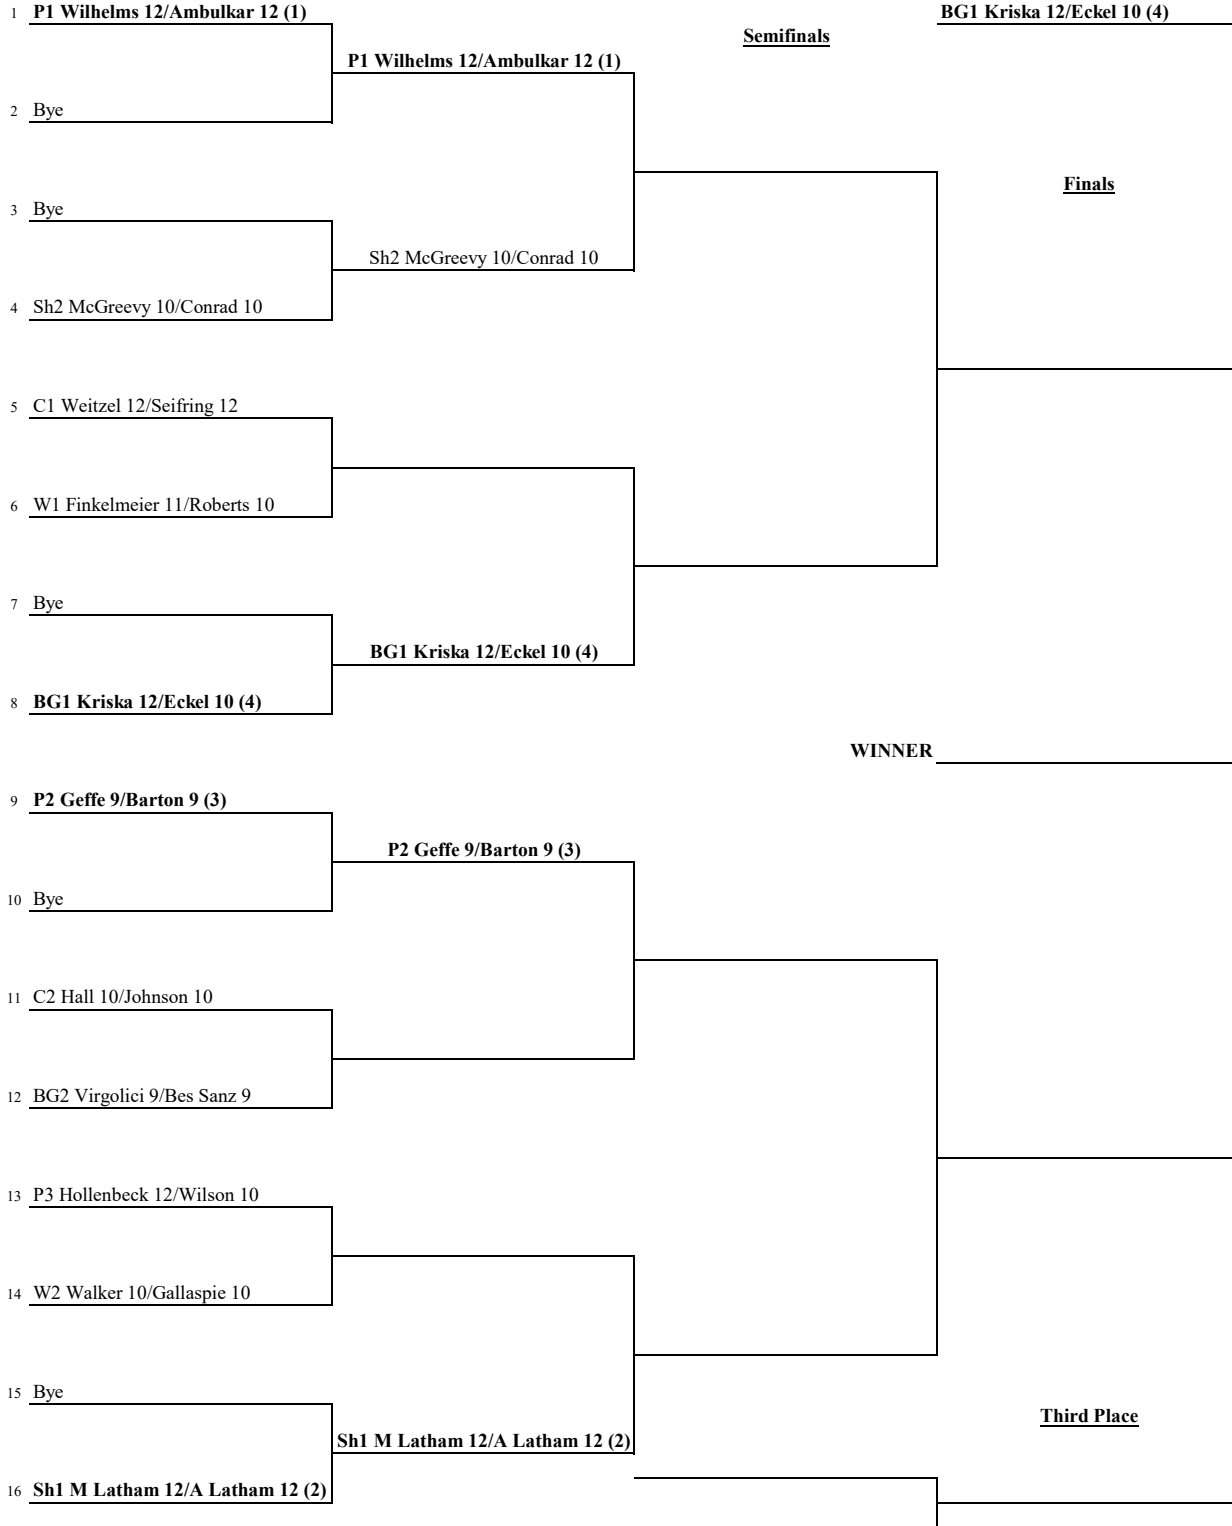 1 P1 Wilhelms 12/Ambulkar 12 (1)
BG1 Kriska 12/Eckel 10 (4)
Semifinals
P1 Wilhelms 12/Ambulkar 12 (1)
2 Bye
Finals
3 Bye
Sh2 McGreevy 10/Conrad 10
4 Sh2 McGreevy 10/Conrad 10
5 C1 Weitzel 12/Seifring 12
6 W1 Finkelmeier 11/Roberts 10
7 Bye
BG1 Kriska 12/Eckel 10 (4)
8 BG1 Kriska 12/Eckel 10 (4)
WINNER
9 P2 Geffe 9/Barton 9 (3)
P2 Geffe 9/Barton 9 (3)
10 Bye
11 C2 Hall 10/Johnson 10
12 BG2 Virgolici 9/Bes Sanz 9
13 P3 Hollenbeck 12/Wilson 10
14 W2 Walker 10/Gallaspie 10
15 Bye
Third Place
Sh1 M Latham 12/A Latham 12 (2)
16 Sh1 M Latham 12/A Latham 12 (2)